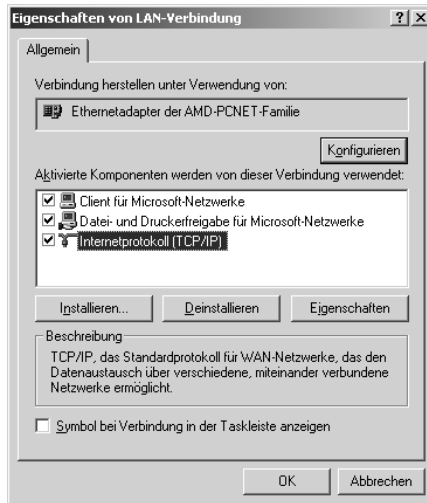 Eigenschaften von LAN-Verbindung
Allgemein
Verbindung herstellen unter Verwendung von:
Ethernetadapter der AMD-PCNET-Familie
Konfigurieren
Aktivierte Komponenten werden von dieser Verbindung verwendet:
Client für Microsoft-Netzwerke
Datei- und Druckerfreigabe für Microsoft-Netzwerke
Internetprotokoll (TCP/IP)
Installieren...
Deinstallieren
Eigenschaften
Beschreibung
TCP/IP, das Standardprotokoll für WAN-Netzwerke, das den
Datenaustausch über verschiedene, miteinander verbundene
Netzwerke ermöglicht.
Symbol bei Verbindung in der Taskleiste anzeigen
OK
Abbrechen